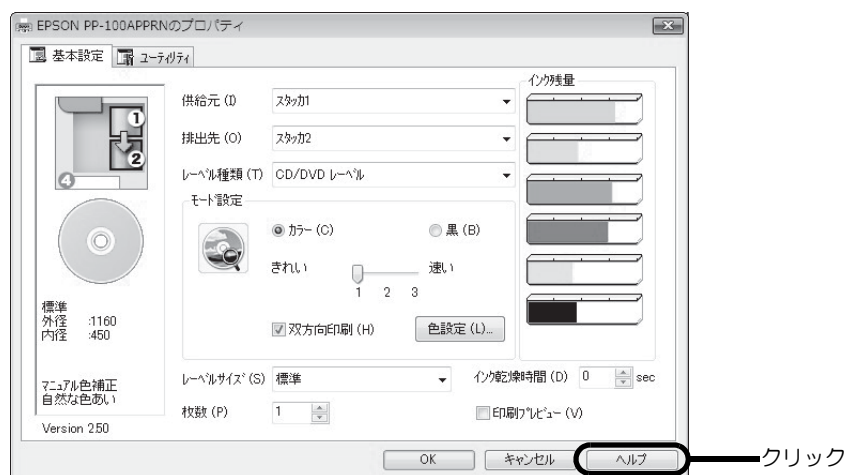 EPSON PP-100APPRNのプロパティ
基本設定 ユーティリティ
インク残量
供給元 (I) スタッカ1
排出先 (O) スタッカ2
レーベル種類 (T) CD/DVD レーベル
1
2
4
モード設定
カラー (C) 黒 (B)
きれい 速い
1 2 3
双方向印刷 (H) 色設定 (L)...
標準
外径 :1160
内径 :450
レーベルサイズ (S) 標準 インク乾燥時間 (D) 0 sec
マニュアル色補正
自然な色あい
枚数 (P) 1 印刷プレビュー (V)
Version 2.50
OK キャンセル ヘルプ クリック